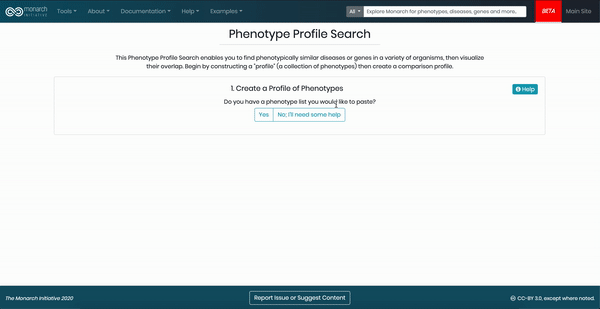 monarch
initiative
Tools About Documentation Help Examples All Explore Monarch for phenotypes, diseases, genes and more.. BETA Main Site
Phenotype Profile Search
This Phenotype Profile Search enables you to find phenotypically similar diseases or genes in a variety of organisms, then visualize
their overlap. Begin by constructing a "profile" (a collection of phenotypes) then create a comparison profile.
1. Create a Profile of Phenotypes
Help
Do you have a phenotype list you would like to paste?
Yes No; I'll need some help
The Monarch Initiative 2020 Report Issue or Suggest Content CC-BY 3.0, except where noted.